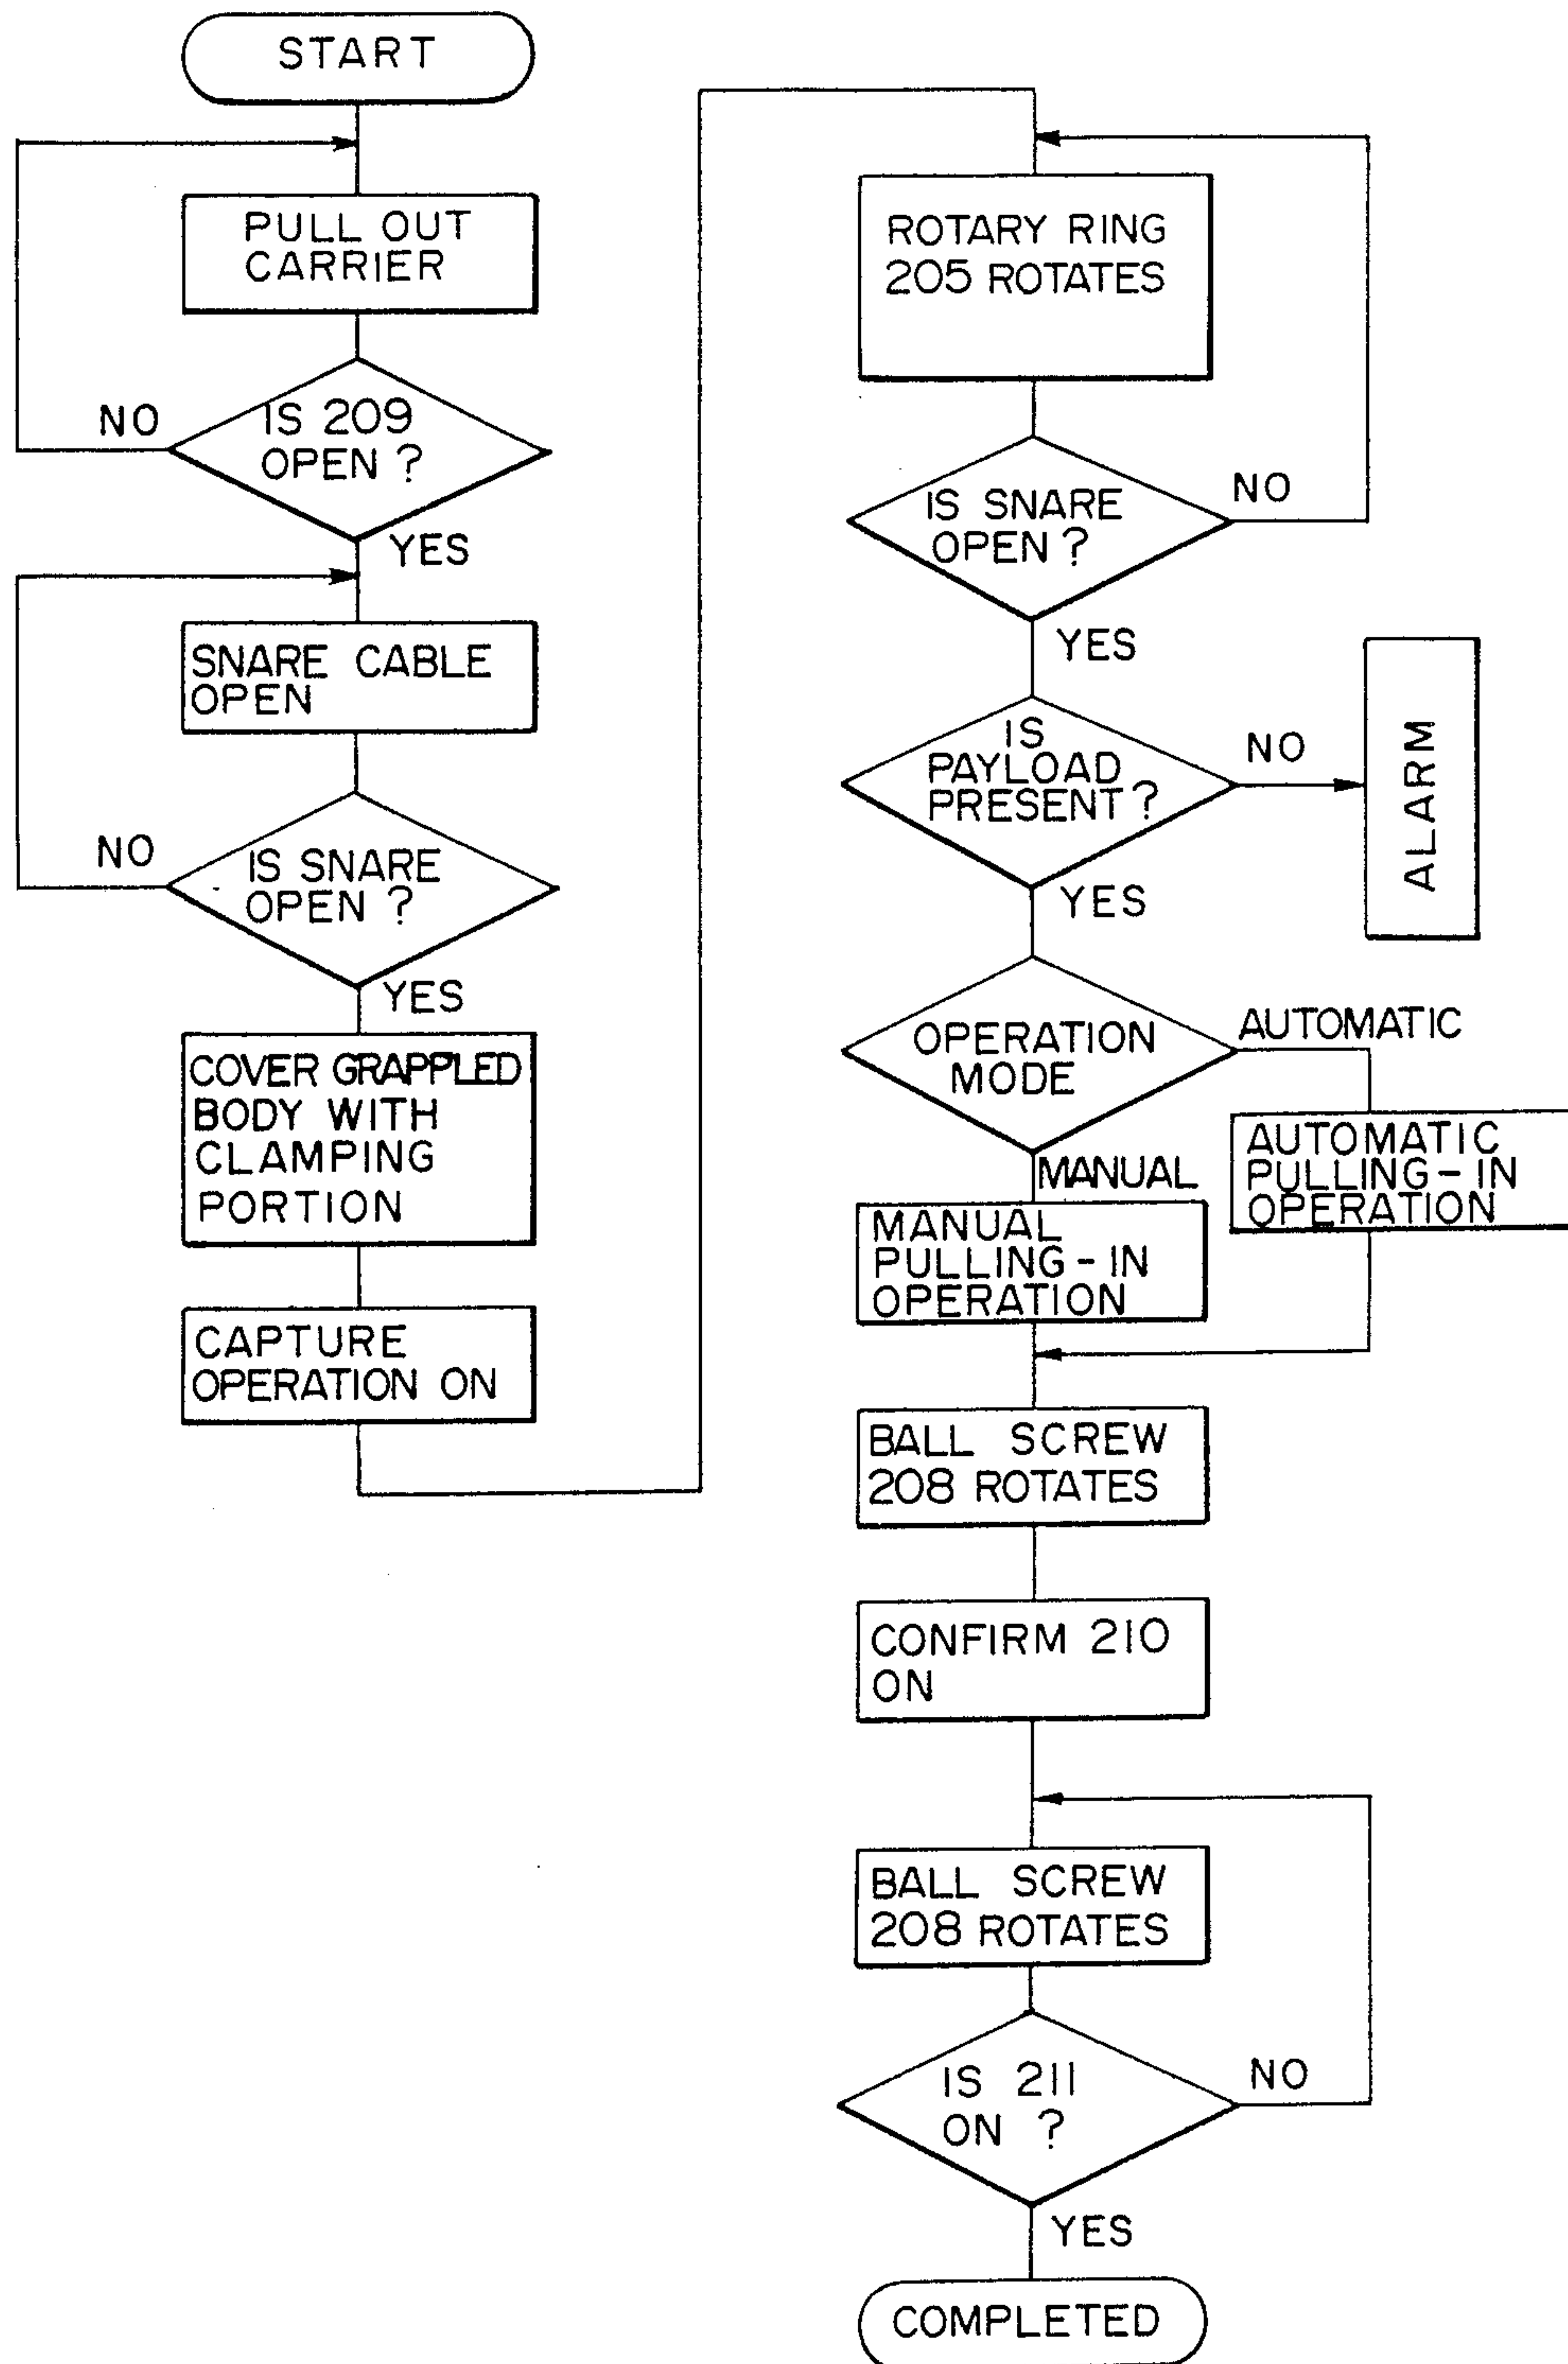 START
PULL OUT
CARRIER
IS 209
OPEN ?
NO
YES
SNARE CABLE
OPEN
IS SNARE
OPEN ?
NO
YES
COVER GRAPPLED
BODY WITH
CLAMPING
PORTION
CAPTURE
OPERATION ON
ROTARY RING
205 ROTATES
IS SNARE
OPEN ?
NO
YES
IS
PAYLOAD
PRESENT ?
NO
ALARM
YES
OPERATION
MODE
AUTOMATIC
AUTOMATIC
PULLING-IN
OPERATION
MANUAL
MANUAL
PULLING-IN
OPERATION
BALL SCREW
208 ROTATES
CONFIRM 210
ON
BALL SCREW
208 ROTATES
IS 211
ON ?
NO
YES
COMPLETED